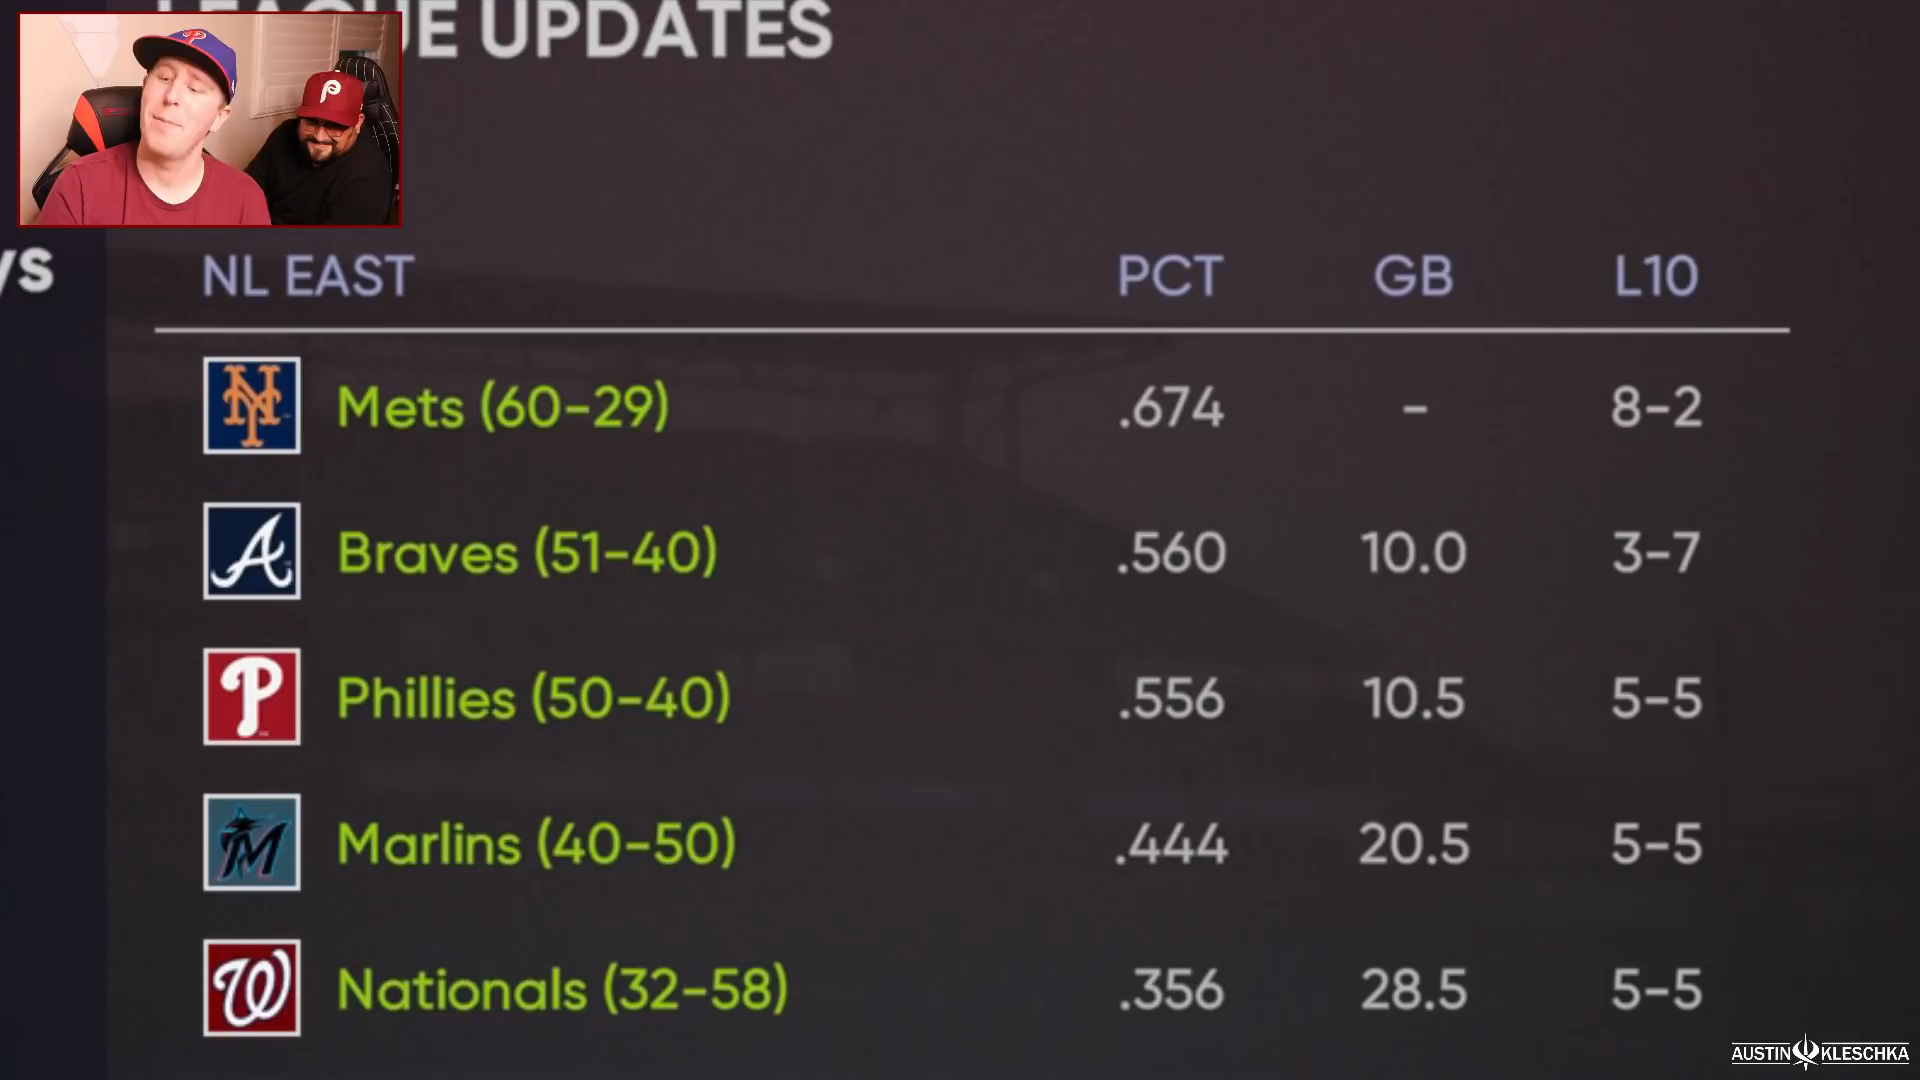 UE UPDATES
ys
NL EAST PCT GB L10
Mets (60-29) .674 - 8-2
Braves (51-40) .560 10.0 3-7
Phillies (50-40) .556 10.5 5-5
Marlins (40-50) .444 20.5 5-5
Nationals (32-58) .356 28.5 5-5
AUSTIN KLESCHKA